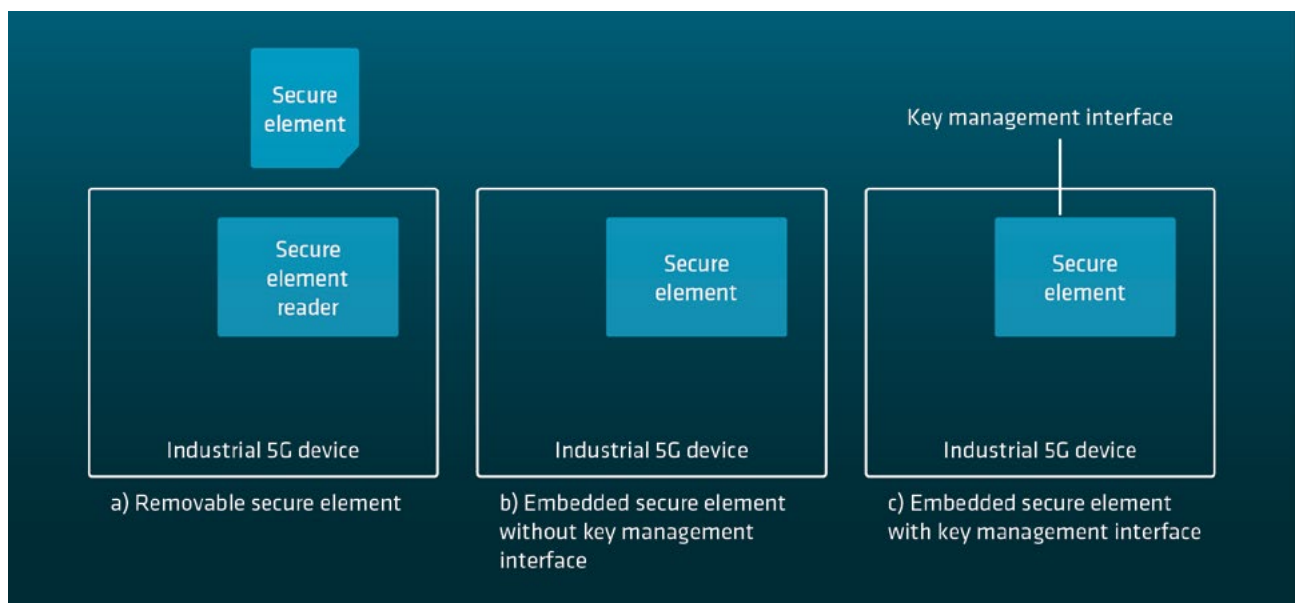 Secure
element
Secure
element
reader
Industrial 5G device
a) Removable secure element
Secure
element
Industrial 5G device
b) Embedded secure element
without key management
interface
Key management interface
Secure
element
Industrial 5G device
c) Embedded secure element
with key management interface